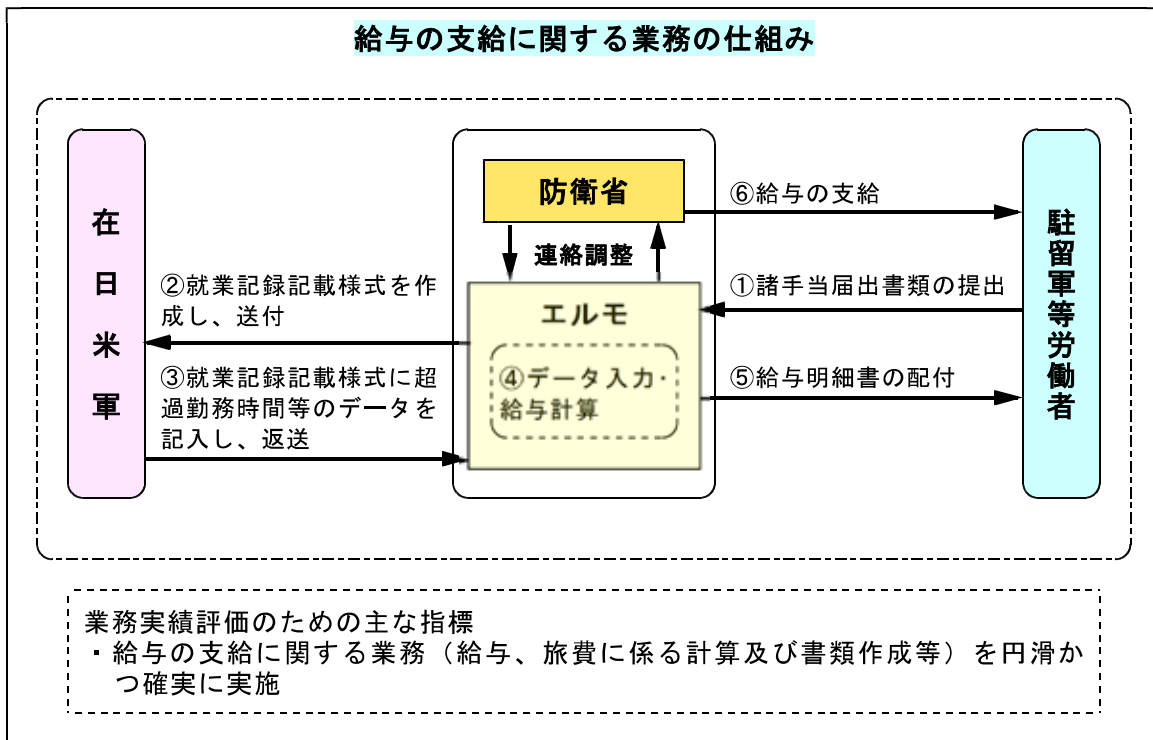 給与の支給に関する業務の仕組み
在日米軍
防衛省
連絡調整
エルモ
④データ入力・
給与計算
②就業記録記載様式を作
成し、送付
③就業記録記載様式に超
過勤務時間等のデータを
記入し、返送
⑥給与の支給
①諸手当届出書類の提出
⑤給与明細書の配付
駐留軍等労働者
業務実績評価のための主な指標
・給与の支給に関する業務（給与、旅費に係る計算及び書類作成等）を円滑か
つ確実に実施